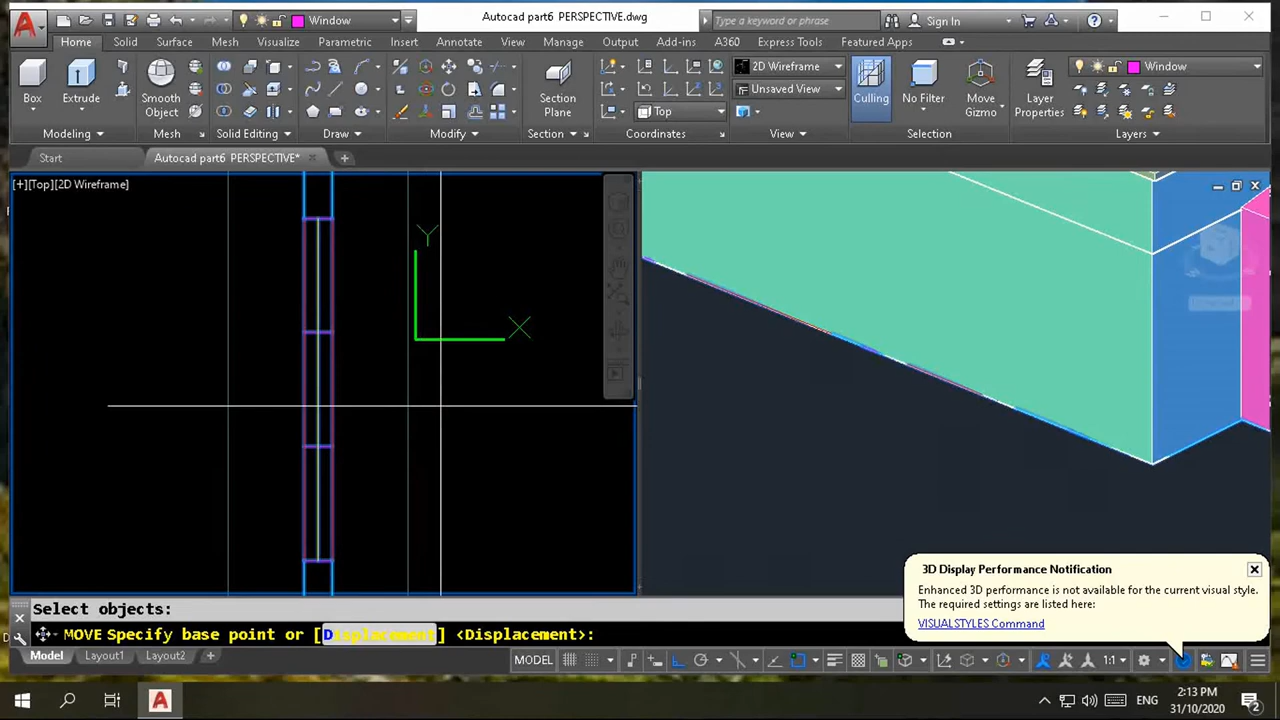 Window
Autocad part6 PERSPECTIVE.dwg
Type a keyword or phrase
Sign In
Home
Solid
Surface
Mesh
Visualize
Parametric
Insert
Annotate
View
Manage
Output
Add-ins
A360
Express Tools
Featured Apps
Box
Extrude
Smooth
Object
Section
Plane
Top
2D Wireframe
Unsaved View
Culling
No Filter
Move
Gizmo
Layer
Properties
Window
Modeling
Mesh
Solid Editing
Draw
Modify
Section
Coordinates
View
Selection
Layers
Start
Autocad part6 PERSPECTIVE*
[+][Top][2D Wireframe]
Y
X
3D Display Performance Notification
Enhanced 3D performance is not available for the current visual style.
The required settings are listed here:
VISUALSTYLES Command
Select objects:
MOVE Specify base point or [Displacement] <Displacement>:
Model
Layout1
Layout2
MODEL
1:1
ENG
2:13 PM
31/10/2020
2